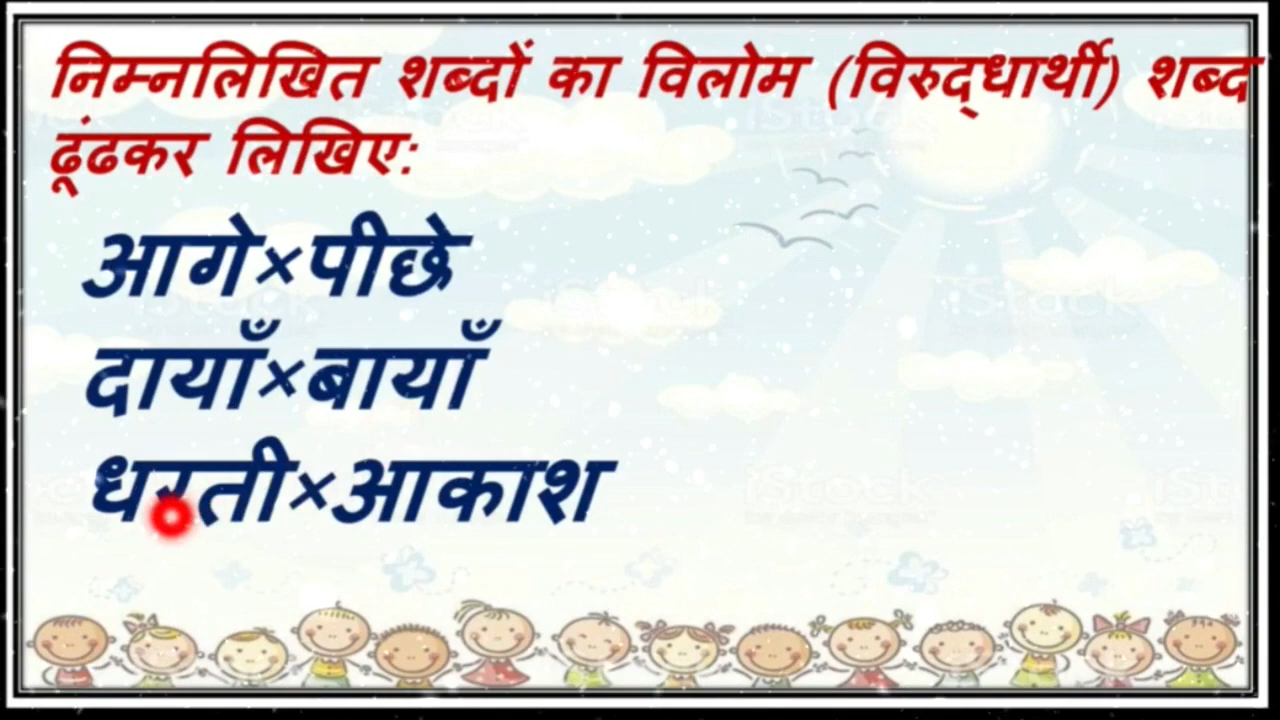 निम्नलिखित शब्दों का विलोम (विरुद्धार्थी) शब्द
ढूंढकर लिखिए:
आगे×पीछे
दायाँ×बायाँ
धरती×आकाश